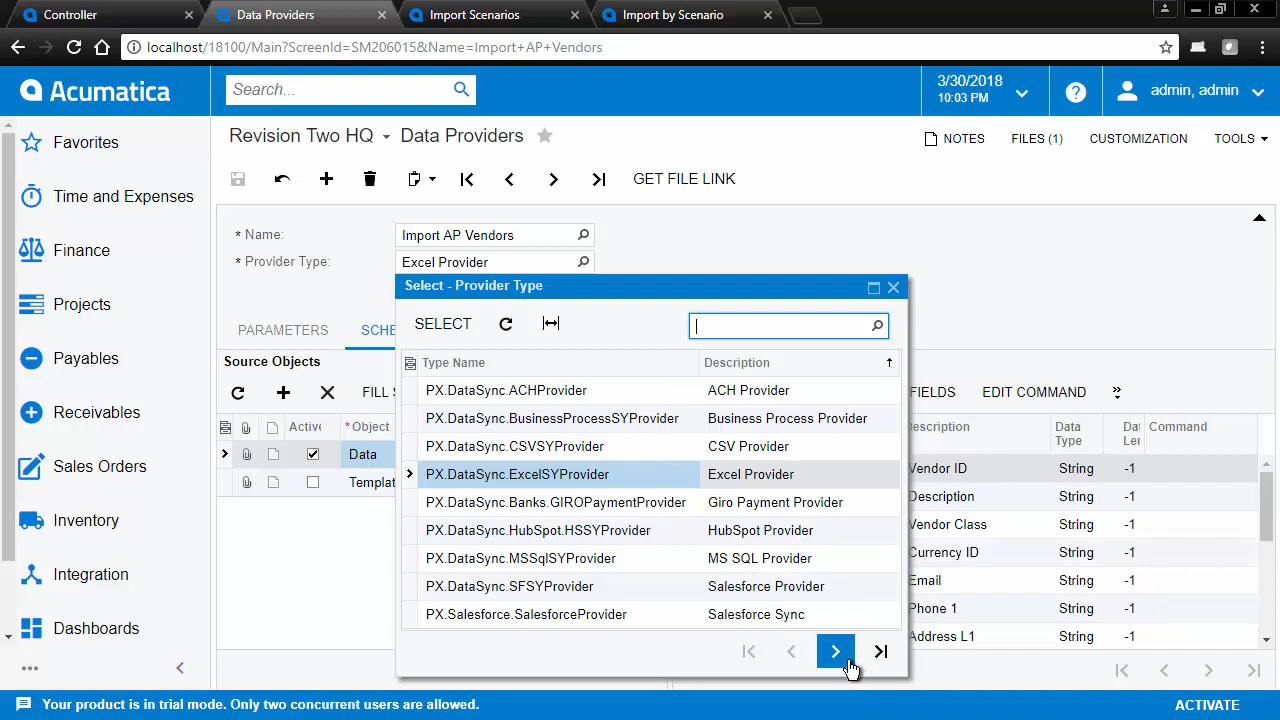 Controller
Data Providers
Import Scenarios
Import by Scenario
localhost/18100/Main?ScreenId=SM206015&Name=Import+AP+Vendors
Acumatica
Search...
3/30/2018
10:03 PM
admin, admin
Favorites
Time and Expenses
Finance
Projects
Payables
Receivables
Sales Orders
Inventory
Integration
Dashboards
Revision Two HQ
Data Providers
NOTES
FILES (1)
CUSTOMIZATION
TOOLS
GET FILE LINK
* Name:
Import AP Vendors
* Provider Type:
Excel Provider
PARAMETERS
SCHE
Source Objects
FILL S
Active
* Object
Data
Templat
Select - Provider Type
SELECT
Type Name
Description
PX.DataSync.ACHProvider
ACH Provider
PX.DataSync.BusinessProcessSYProvider
Business Process Provider
PX.DataSync.CSVSYProvider
CSV Provider
PX.DataSync.ExcelSYProvider
Excel Provider
PX.DataSync.Banks.GIROPaymentProvider
Giro Payment Provider
PX.DataSync.HubSpot.HSSYProvider
HubSpot Provider
PX.DataSync.MSSqlSYProvider
MS SQL Provider
PX.DataSync.SFSYProvider
Salesforce Provider
PX.Salesforce.SalesforceProvider
Salesforce Sync
FIELDS
EDIT COMMAND
Description
Data Type
Dat Ler
Command
Vendor ID
String
-1
Description
String
-1
Vendor Class
String
-1
Currency ID
String
-1
Email
String
-1
Phone 1
String
-1
Address L1
String
-1
Your product is in trial mode. Only two concurrent users are allowed.
ACTIVATE